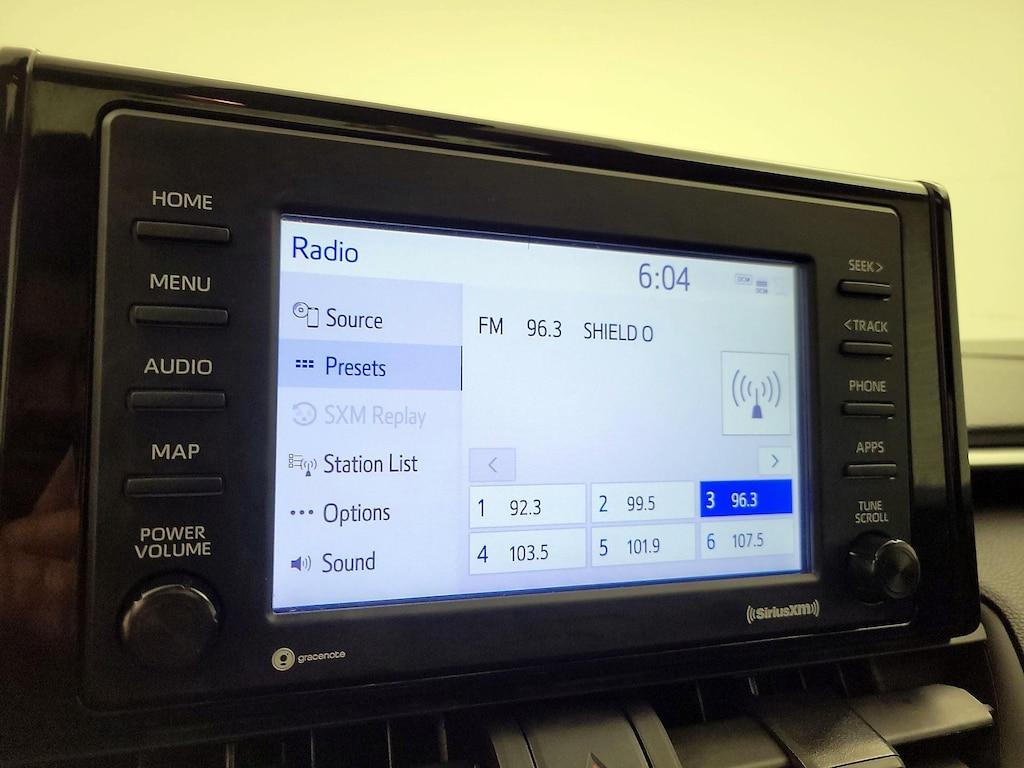 HOME
MENU
AUDIO
MAP
POWER
VOLUME
Radio
6:04
Source
Presets
SXM Replay
Station List
Options
Sound
FM 96.3 SHIELD O
<
>
1 92.3
2 99.5
3 96.3
4 103.5
5 101.9
6 107.5
SEEK >
< TRACK
PHONE
APPS
TUNE
SCROLL
gracenote
SiriusXM